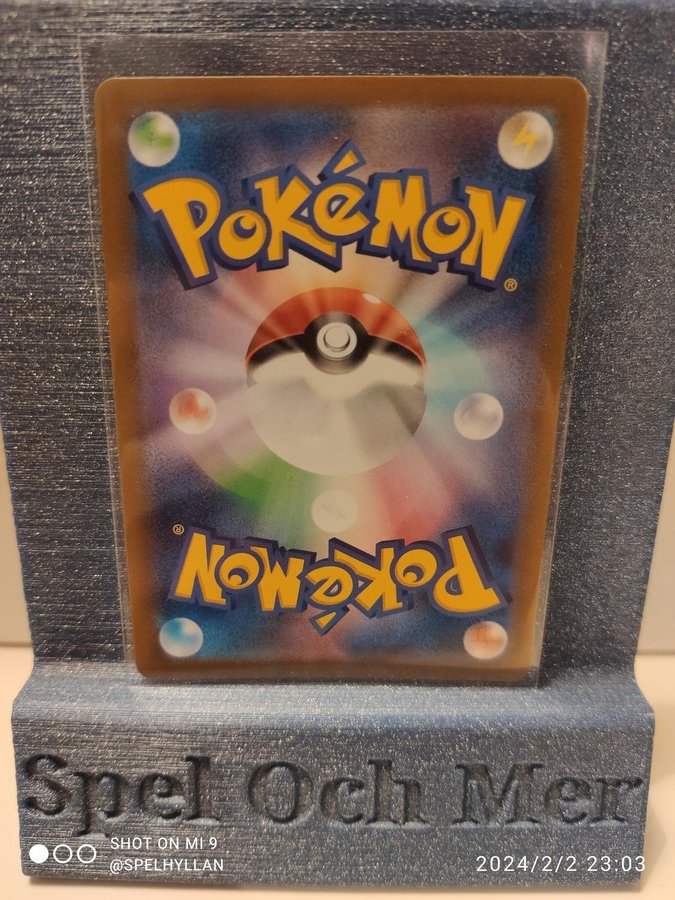 POKéMON
®
®
POKéMON
Spel Och Mer
SHOT ON MI 9
@SPELHYLLAN
2024/2/2 23:03